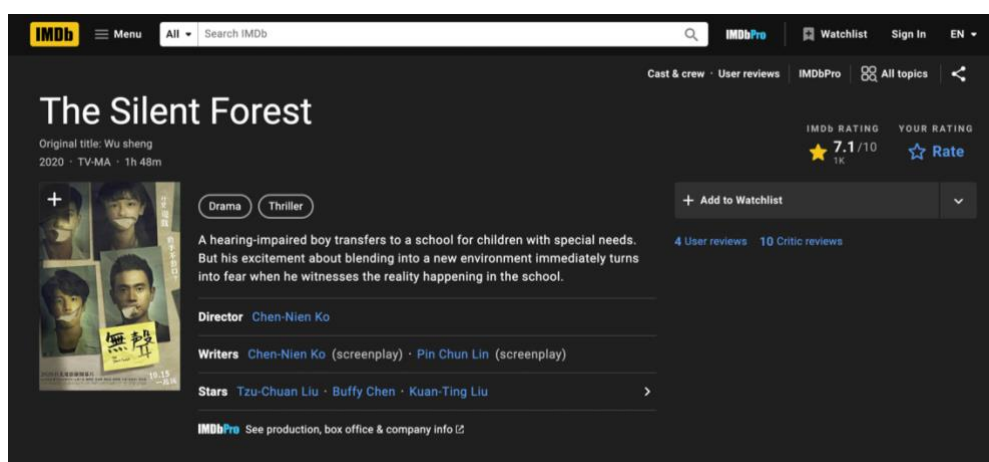 IMDb Menu All Search IMDb IMDbPro Watchlist Sign In EN
Cast & crew · User reviews IMDbPro All topics
The Silent Forest
Original title: Wu sheng
2020 · TV-MA · 1h 48m
IMDb RATING YOUR RATING
7.1/10 Rate
1K
Drama Thriller
+ Add to Watchlist
A hearing-impaired boy transfers to a school for children with special needs.
But his excitement about blending into a new environment immediately turns
into fear when he witnesses the reality happening in the school.
4 User reviews 10 Critic reviews
Director Chen-Nien Ko
Writers Chen-Nien Ko (screenplay) · Pin Chun Lin (screenplay)
Stars Tzu-Chuan Liu · Buffy Chen · Kuan-Ting Liu
IMDbPro See production, box office & company info
無聲
10.15